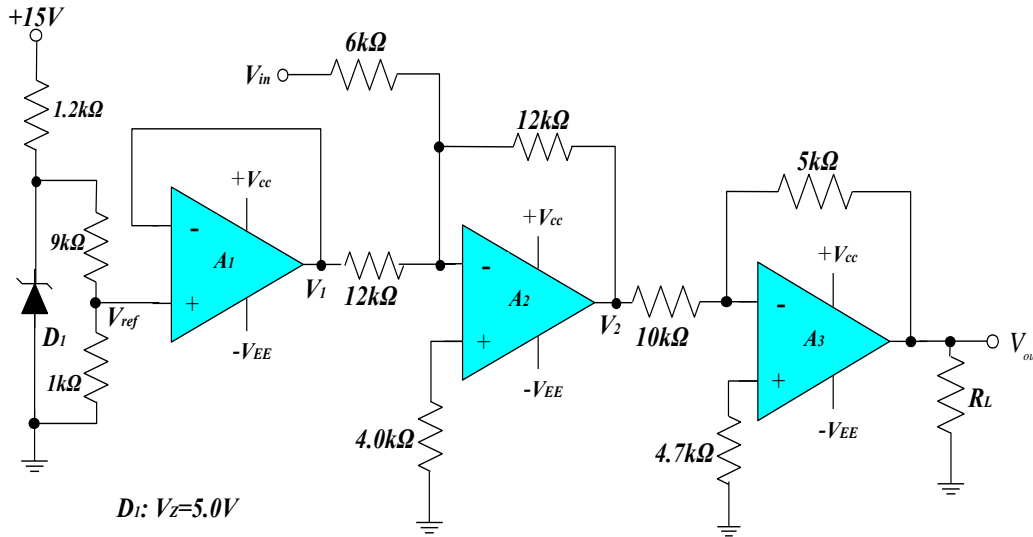 +15V
1.2kΩ
9kΩ
Vref
D1
1kΩ
+Vcc
-
A1
+
-VEE
V1
12kΩ
Vin
6kΩ
12kΩ
+Vcc
-
A2
+
-VEE
V2
4.0kΩ
10kΩ
5kΩ
+Vcc
-
A3
+
-VEE
4.7kΩ
RL
Vou
D1: VZ=5.0V